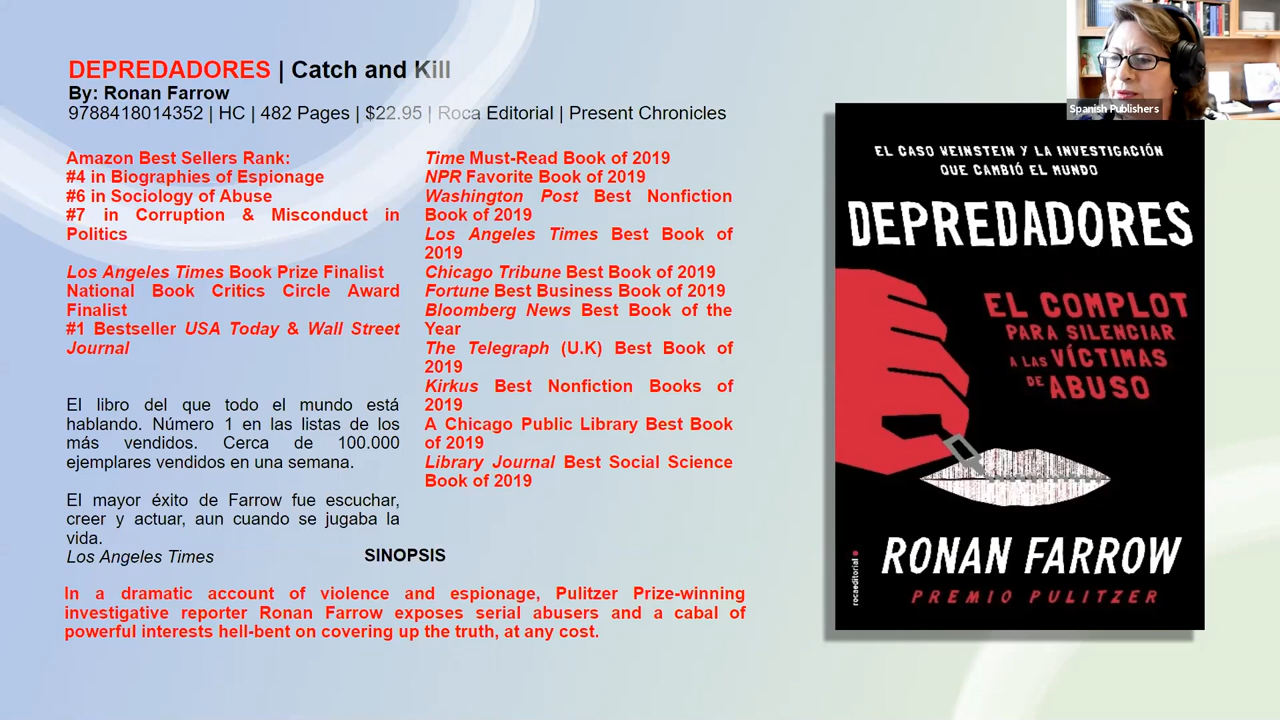 DEPREDADORES | Catch and Kill
By: Ronan Farrow
9788418014352 | HC | 482 Pages | $22.95 | Roca Editorial | Present Chronicles
Amazon Best Sellers Rank:
#4 in Biographies of Espionage
#6 in Sociology of Abuse
#7 in Corruption & Misconduct in
Politics
Los Angeles Times Book Prize Finalist
National Book Critics Circle Award
Finalist
#1 Bestseller USA Today & Wall Street
Journal
El libro del que todo el mundo está
hablando. Número 1 en las listas de los
más vendidos. Cerca de 100.000
ejemplares vendidos en una semana.
El mayor éxito de Farrow fue escuchar,
creer y actuar, aun cuando se jugaba la
vida.
Los Angeles Times
Time Must-Read Book of 2019
NPR Favorite Book of 2019
Washington Post Best Nonfiction
Book of 2019
Los Angeles Times Best Book of
2019
Chicago Tribune Best Book of 2019
Fortune Best Business Book of 2019
Bloomberg News Best Book of the
Year
The Telegraph (U.K) Best Book of
2019
Kirkus Best Nonfiction Books of
2019
A Chicago Public Library Best Book
of 2019
Library Journal Best Social Science
Book of 2019
SINOPSIS
In a dramatic account of violence and espionage, Pulitzer Prize-winning
investigative reporter Ronan Farrow exposes serial abusers and a cabal of
powerful interests hell-bent on covering up the truth, at any cost.
Spanish Publishers
EL CASO WEINSTEIN Y LA INVESTIGACIÓN
QUE CAMBIÓ EL MUNDO
DEPREDADORES
EL COMPLOT
PARA SILENCIAR
A LAS VÍCTIMAS
DE ABUSO
RONAN FARROW
PREMIO PULITZER
rocaeditorial